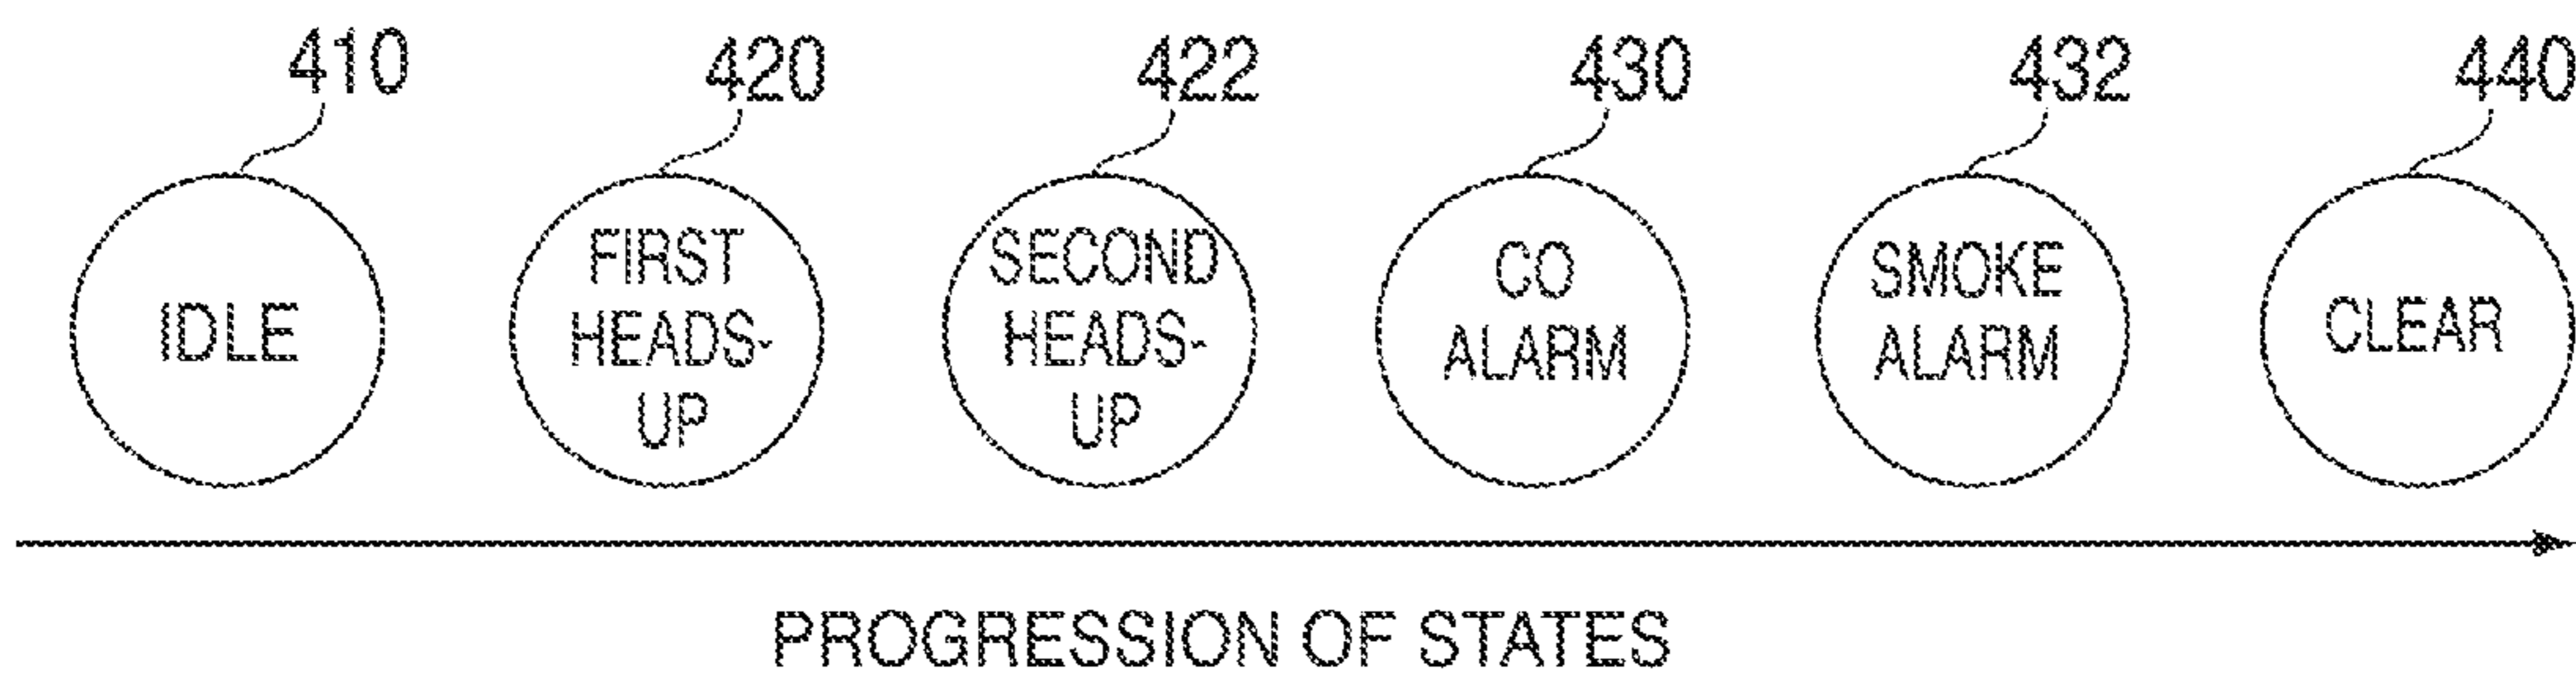 410 420 422 430 432 440
IDLE
FIRST
HEADS-
UP
SECOND
HEADS-
UP
CO
ALARM
SMOKE
ALARM
CLEAR
PROGRESSION OF STATES